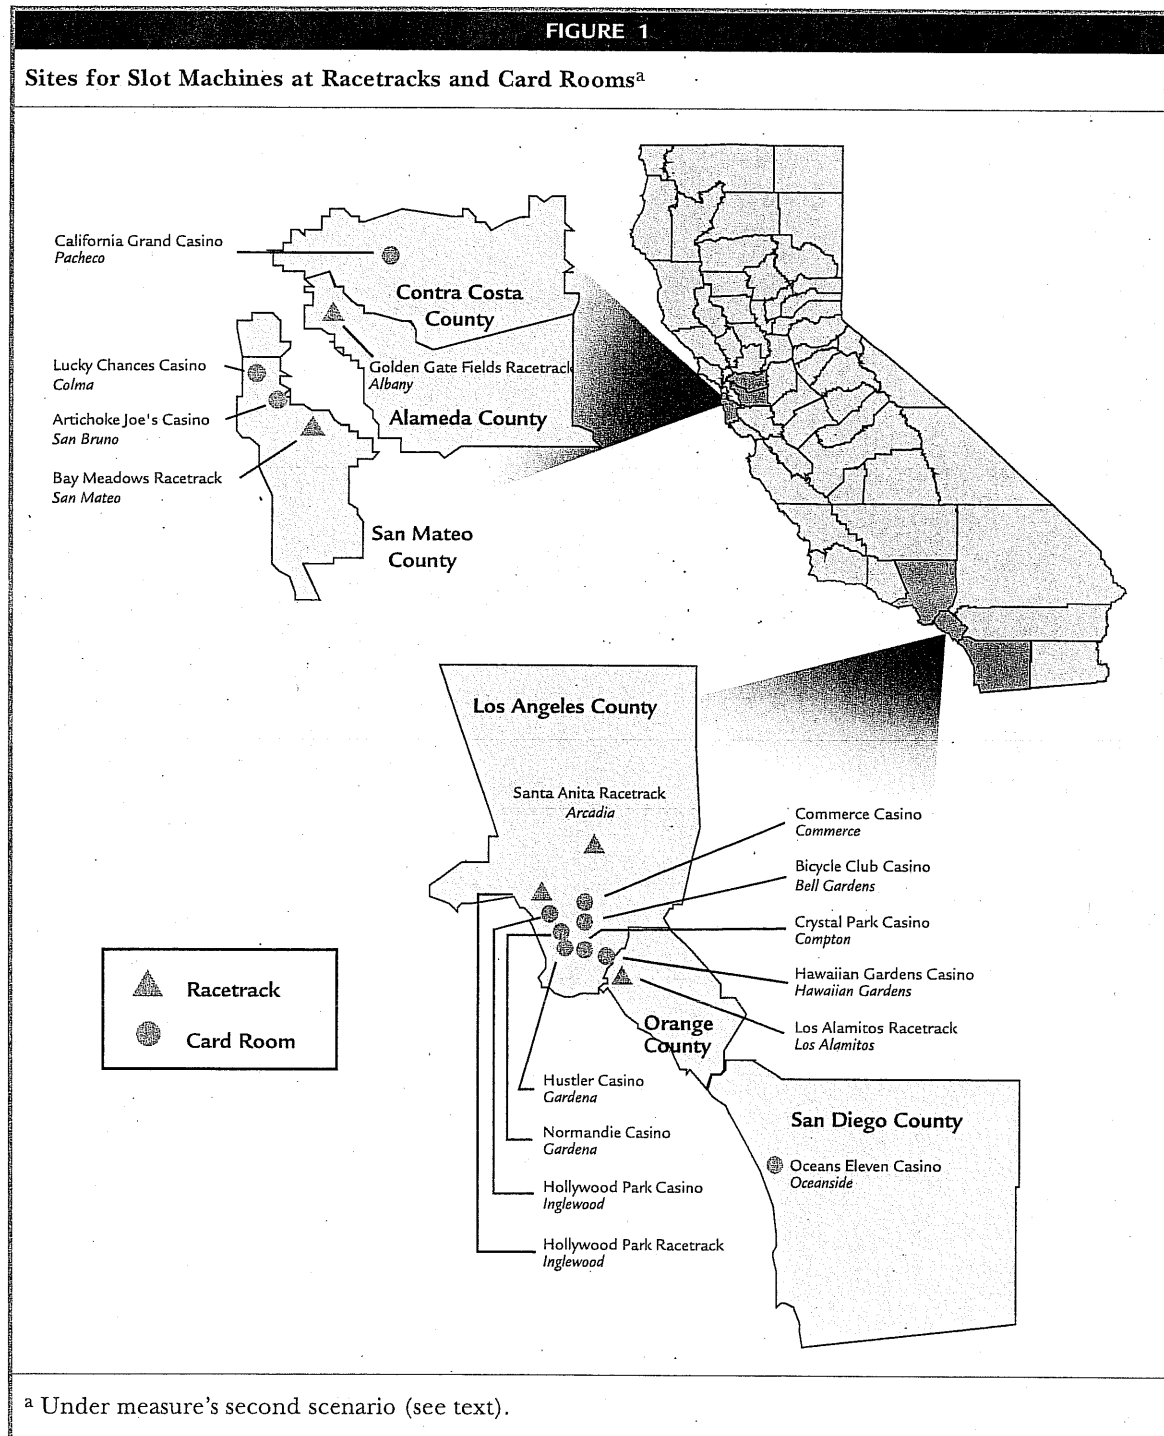 FIGURE 1
Sites for Slot Machines at Racetracks and Card Roomsª
California Grand Casino
Pacheco
Contra Costa
County
Lucky Chances Casino
Colma
Golden Gate Fields Racetrack
Albany
Artichoke Joe's Casino
San Bruno
Alameda County
Bay Meadows Racetrack
San Mateo
San Mateo
County
Los Angeles County
Santa Anita Racetrack
Arcadia
Commerce Casino
Commerce
Bicycle Club Casino
Bell Gardens
Crystal Park Casino
Compton
Hawaiian Gardens Casino
Hawaiian Gardens
Los Alamitos Racetrack
Los Alamitos
Racetrack
Card Room
Orange
County
Hustler Casino
Gardena
Normandie Casino
Gardena
Hollywood Park Casino
Inglewood
Hollywood Park Racetrack
Inglewood
San Diego County
Oceans Eleven Casino
Oceanside
ª Under measure's second scenario (see text).